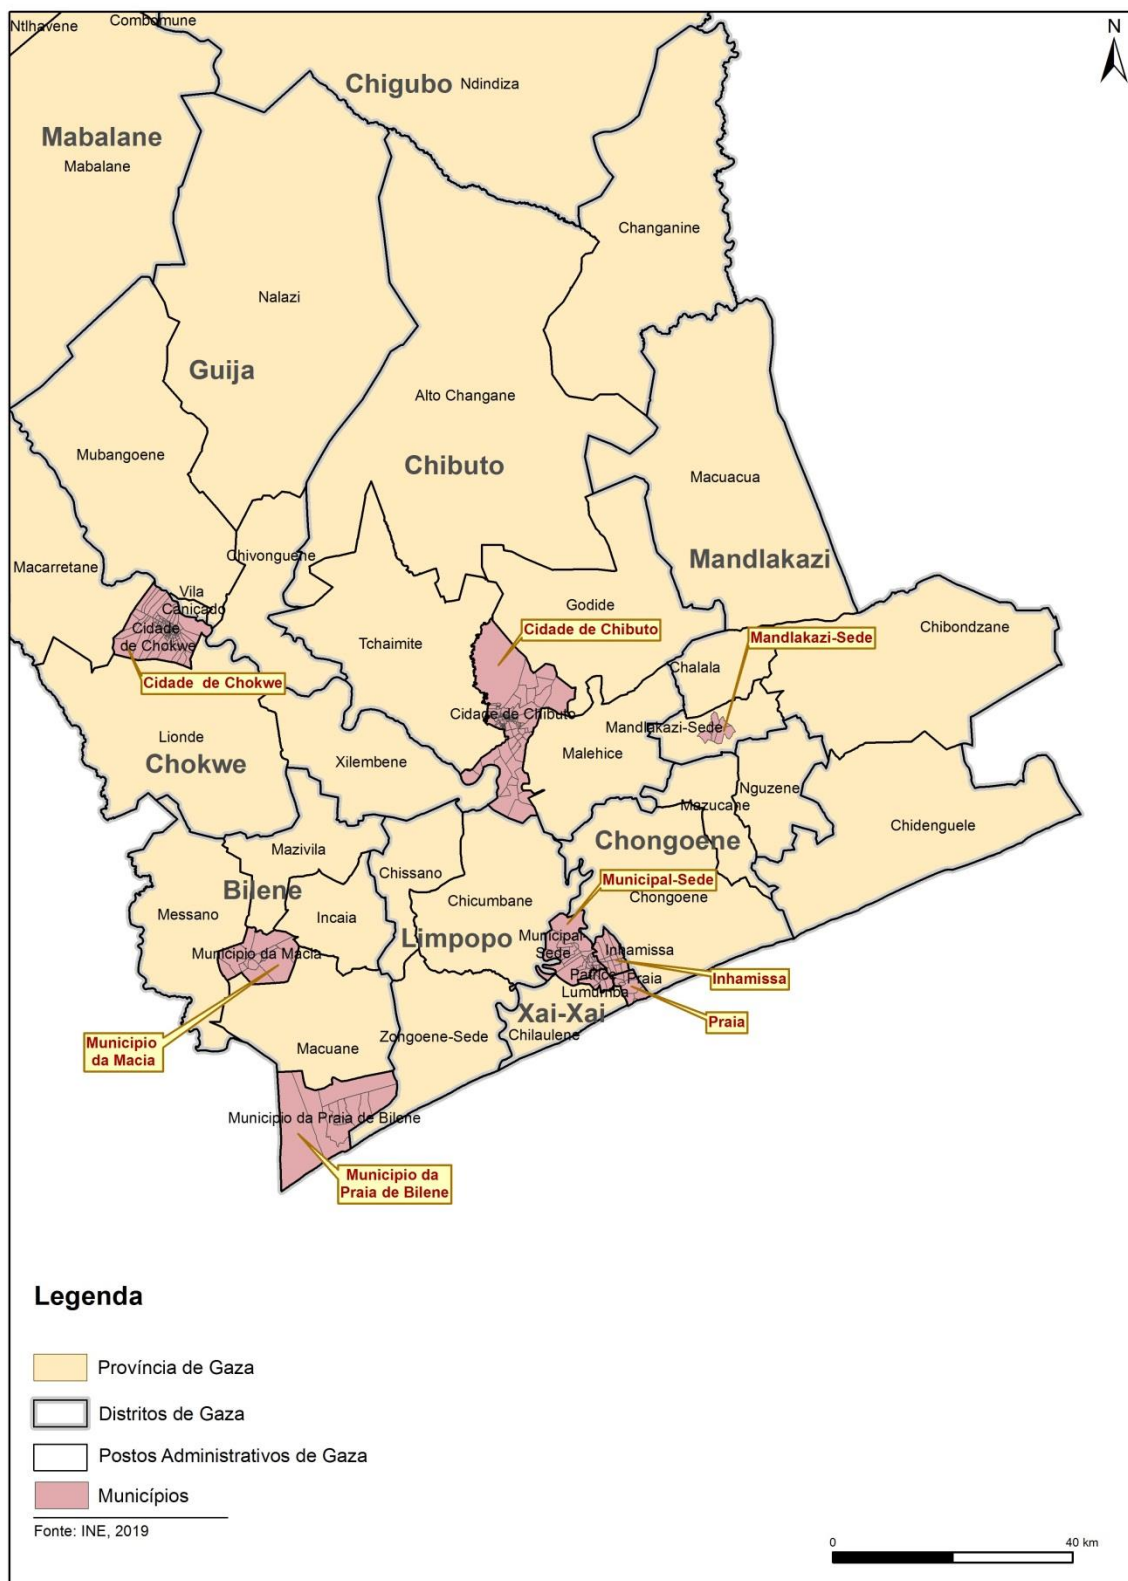 Ntlhavene
Combomune
N
Chigubo
Ndindiza
Mabalane
Mabalane
Changanine
Nalazi
Guija
Alto Changane
Mubangoene
Chibuto
Macuacua
Mandlakazi
Macarretane
Chivonguene
Vila
Caniçado
Godide
Cidade
de Chokwe
Cidade de Chibuto
Mandlakazi-Sede
Chibondzane
Tchaimite
Chalala
Cidade de Chokwe
Cidade de Chibuto
Mandlakazi-Sede
Lionde
Chokwe
Xilembene
Malehice
Nguzene
Mazucane
Chidenguele
Mazivila
Chongoene
Chissano
Bilene
Municipal-Sede
Messano
Incaia
Chicumbane
Chongoene
Limpopo
Municipal
Sede
Inhamissa
Municipio da Macia
Patrice
Lumumba
Praia
Inhamissa
Xai-Xai
Praia
Municipio
da Macia
Macuane
Zongoene-Sede
Chilaulene
Municipio da Praia de Bilene
Municipio da
Praia de Bilene
Legenda
Província de Gaza
Distritos de Gaza
Postos Administrativos de Gaza
Municípios
Fonte: INE, 2019
0
40 km